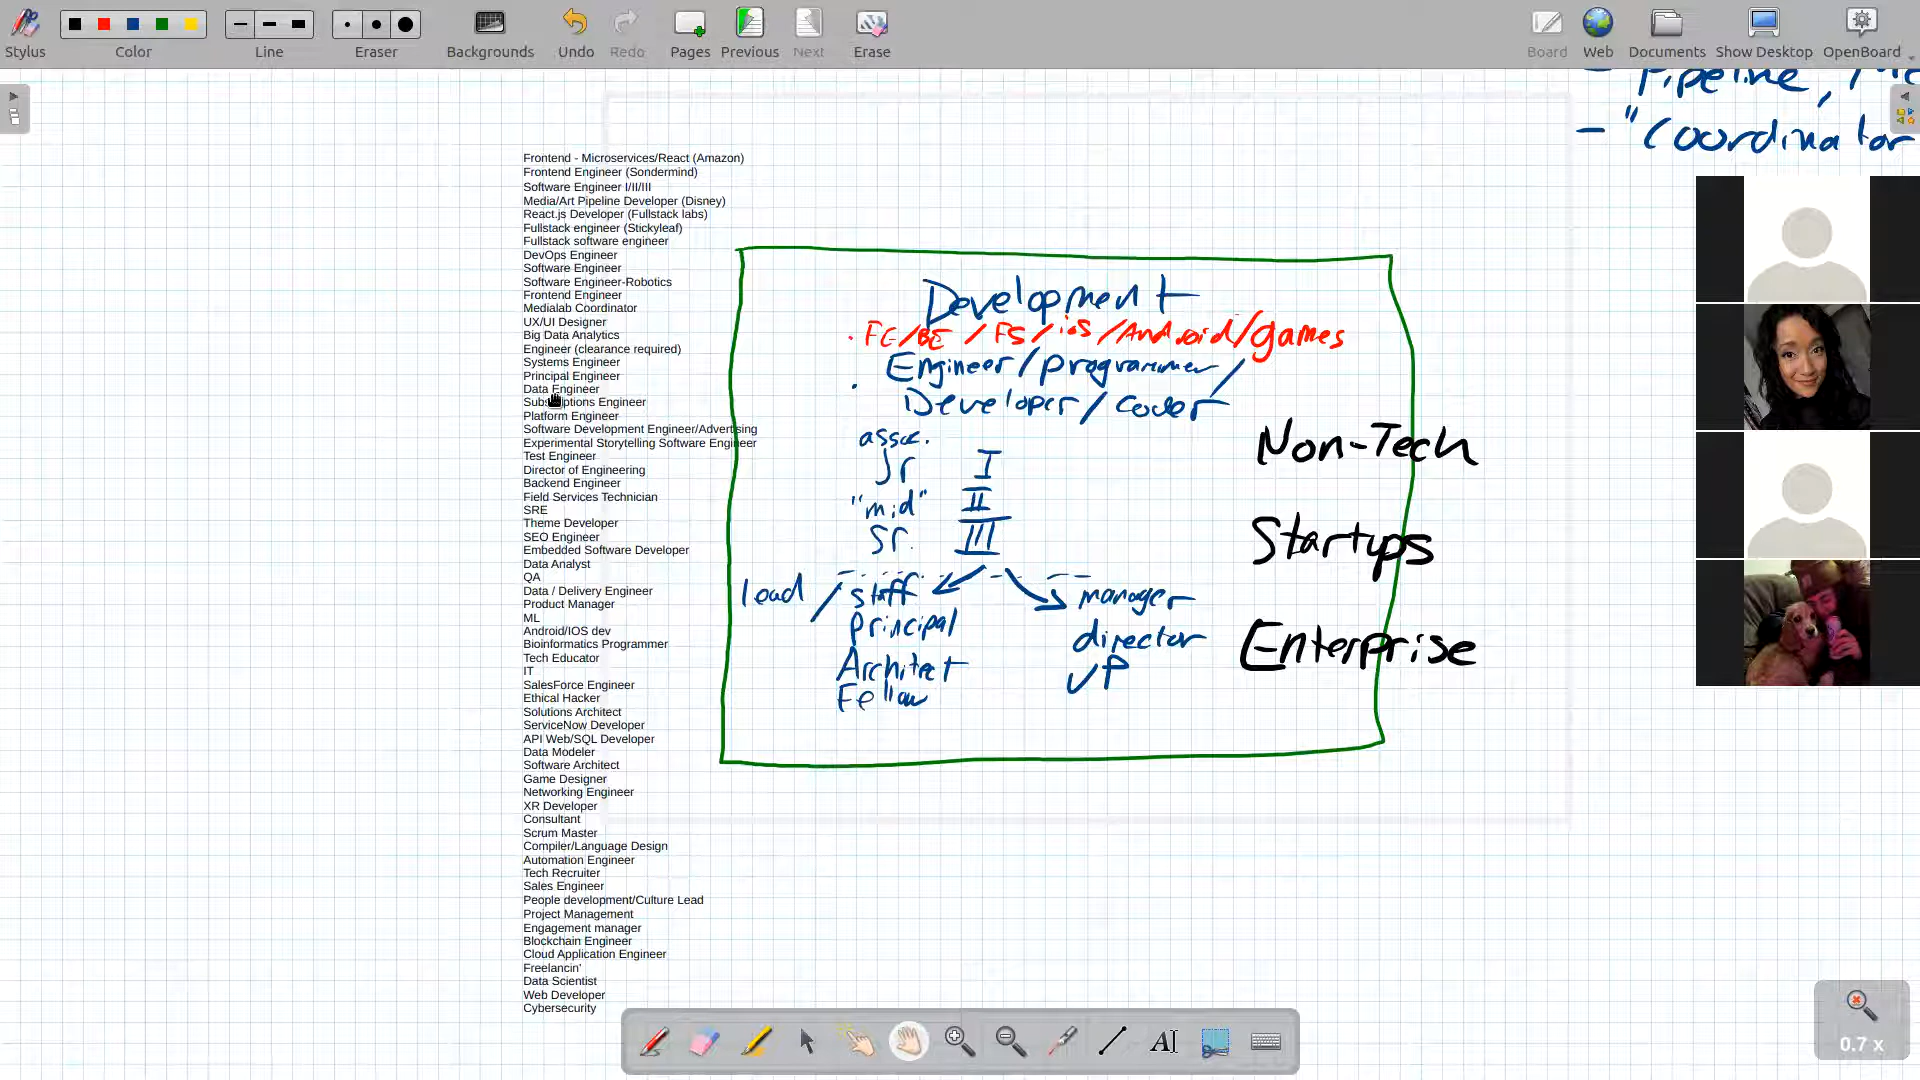 Stylus Color Line Eraser Backgrounds Undo Redo Pages Previous Next Erase Board Web Documents Show Desktop OpenBoard
- Pipeline,
- "Coordinator
Frontend - Microservices/React (Amazon)
Frontend Engineer (Sondermind)
Software Engineer I/II/III
Media/Art Pipeline Developer (Disney)
React.js Developer (Fullstack labs)
Fullstack engineer (Stickyleaf)
Fullstack software engineer
DevOps Engineer
Software Engineer
Software Engineer-Robotics
Frontend Engineer
Medialab Coordinator
UX/UI Designer
Big Data Analytics
Engineer (clearance required)
Systems Engineer
Principal Engineer
Data Engineer
Subscriptions Engineer
Platform Engineer
Software Development Engineer/Advertising
Experimental Storytelling Software Engineer
Test Engineer
Director of Engineering
Backend Engineer
Field Services Technician
SRE
Theme Developer
SEO Engineer
Embedded Software Developer
Data Analyst
QA
Data / Delivery Engineer
Product Manager
ML
Android/IOS dev
Bioinformatics Programmer
Tech Educator
IT
SalesForce Engineer
Ethical Hacker
Solutions Architect
ServiceNow Developer
API Web/SQL Developer
Data Modeler
Software Architect
Game Designer
Networking Engineer
XR Developer
Consultant
Scrum Master
Compiler/Language Design
Automation Engineer
Tech Recruiter
Sales Engineer
People development/Culture Lead
Project Management
Engagement manager
Blockchain Engineer
Cloud Application Engineer
Freelancin'
Data Scientist
Web Developer
Cybersecurity
Development
· FE/BE/FS/iOS/Android/games
· Engineer/programmer/
Developer/coder
assoc.
Jr I
"mid" II
Sr. III
lead / staff
principal
Architect
Fellow
manager
director
VP
Non-Tech
Startups
Enterprise
0.7 x